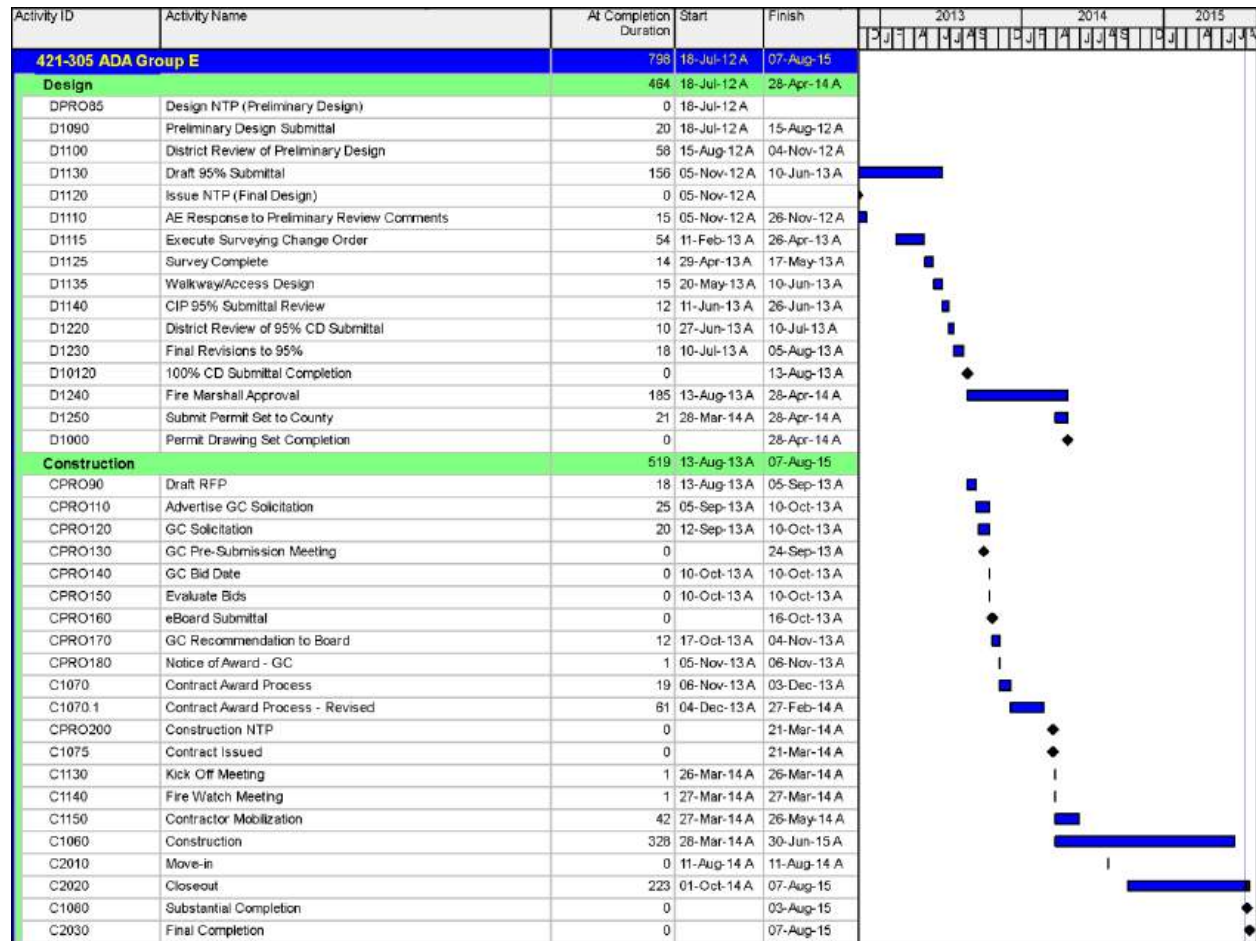 Activity ID Activity Name At Completion Duration Start Finish 2013 2014 2015
421-305 ADA Group E 798 18-Jul-12 A 07-Aug-15
Design 464 18-Jul-12 A 28-Apr-14 A
DPRO85 Design NTP (Preliminary Design) 0 18-Jul-12 A
D1090 Preliminary Design Submittal 20 18-Jul-12 A 15-Aug-12 A
D1100 District Review of Preliminary Design 58 15-Aug-12 A 04-Nov-12 A
D1130 Draft 95% Submittal 156 05-Nov-12 A 10-Jun-13 A
D1120 Issue NTP (Final Design) 0 05-Nov-12 A
D1110 AE Response to Preliminary Review Comments 15 05-Nov-12 A 26-Nov-12 A
D1115 Execute Surveying Change Order 54 11-Feb-13 A 26-Apr-13 A
D1125 Survey Complete 14 29-Apr-13 A 17-May-13 A
D1135 Walkway/Access Design 15 20-May-13 A 10-Jun-13 A
D1140 CIP 95% Submittal Review 12 11-Jun-13 A 26-Jun-13 A
D1220 District Review of 95% CD Submittal 10 27-Jun-13 A 10-Jul-13 A
D1230 Final Revisions to 95% 18 10-Jul-13 A 05-Aug-13 A
D10120 100% CD Submittal Completion 0 13-Aug-13 A
D1240 Fire Marshall Approval 185 13-Aug-13 A 28-Apr-14 A
D1250 Submit Permit Set to County 21 28-Mar-14 A 28-Apr-14 A
D1000 Permit Drawing Set Completion 0 28-Apr-14 A
Construction 519 13-Aug-13 A 07-Aug-15
CPRO90 Draft RFP 18 13-Aug-13 A 05-Sep-13 A
CPRO110 Advertise GC Solicitation 25 05-Sep-13 A 10-Oct-13 A
CPRO120 GC Solicitation 20 12-Sep-13 A 10-Oct-13 A
CPRO130 GC Pre-Submission Meeting 0 24-Sep-13 A
CPRO140 GC Bid Date 0 10-Oct-13 A 10-Oct-13 A
CPRO150 Evaluate Bids 0 10-Oct-13 A 10-Oct-13 A
CPRO160 eBoard Submittal 0 16-Oct-13 A
CPRO170 GC Recommendation to Board 12 17-Oct-13 A 04-Nov-13 A
CPRO180 Notice of Award - GC 1 05-Nov-13 A 06-Nov-13 A
C1070 Contract Award Process 19 06-Nov-13 A 03-Dec-13 A
C1070.1 Contract Award Process - Revised 61 04-Dec-13 A 27-Feb-14 A
CPRO200 Construction NTP 0 21-Mar-14 A
C1075 Contract Issued 0 21-Mar-14 A
C1130 Kick Off Meeting 1 26-Mar-14 A 26-Mar-14 A
C1140 Fire Watch Meeting 1 27-Mar-14 A 27-Mar-14 A
C1150 Contractor Mobilization 42 27-Mar-14 A 26-May-14 A
C1060 Construction 328 28-Mar-14 A 30-Jun-15 A
C2010 Move-in 0 11-Aug-14 A 11-Aug-14 A
C2020 Closeout 223 01-Oct-14 A 07-Aug-15
C1080 Substantial Completion 0 03-Aug-15
C2030 Final Completion 0 07-Aug-15